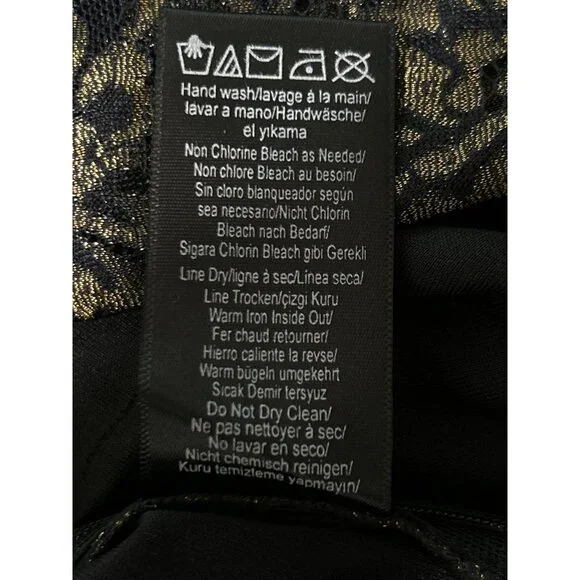 Hand wash/lavage à la main/
lavar a mano/Handwäsche/
el yıkama
Non Chlorine Bleach as Needed/
Non chlore Bleach au besoin/
Sin cloro bianqueador según
sea necesano/Nicht Chlorin
Bleach nach Bedarf/
Sigara Chlorin Bleach gibi Gerekli
Line Dry/ligne à sec/Linea seca/
Line Trocken/çizgi Kuru
Warm Iron Inside Out/
Fer chaud retourner/
Hierro caliente la revse/
Warm bügeln umgekehrt
Sıcak Demir tersyuz
Do Not Dry Clean/
Ne pas nettoyer à sec/
No lavar en seco/
Nicht chemisch reinigen/
Kuru temizleme yapmayın/